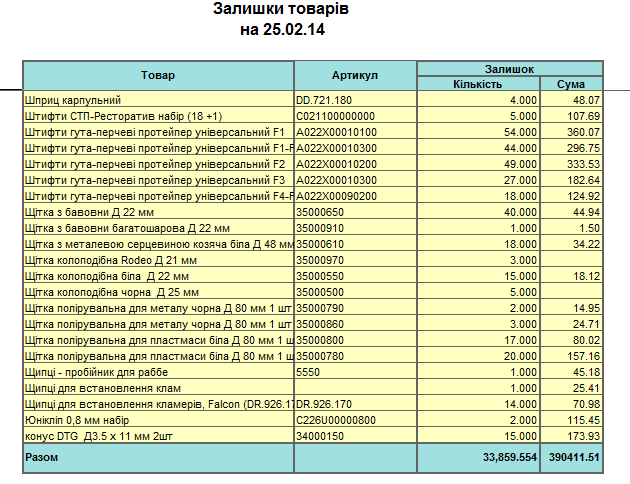 Залишки товарів
на 25.02.14
Товар Артикул Залишок
Кількість Сума
Шприц карпульний DD.721.180 4.000 48.07
Штифти СТП-Ресторатив набір (18 +1) C021100000000 5.000 107.69
Штифти гута-перчеві протейпер універсальний F1 A022X00010100 54.000 360.07
Штифти гута-перчеві протейпер універсальний F1-F A022X00010300 44.000 296.75
Штифти гута-перчеві протейпер універсальний F2 A022X00010200 49.000 333.53
Штифти гута-перчеві протейпер універсальний F3 A022X00010300 27.000 182.64
Штифти гута-перчеві протейпер універсальний F4-F A022X00090200 18.000 124.92
Щітка з бавовни Д 22 мм 35000650 40.000 44.94
Щітка з бавовни багатошарова Д 22 мм 35000910 1.000 1.50
Щітка з металевою серцевиною козяча біла Д 48 мм 35000610 18.000 34.22
Щітка колоподібна Rodeo Д 21 мм 35000970 3.000
Щітка колоподібна біла Д 22 мм 35000550 15.000 18.12
Щітка колоподібна чорна Д 25 мм 35000500 5.000
Щітка полірувальна для металу чорна Д 80 мм 1 шт 35000790 2.000 14.95
Щітка полірувальна для металу чорна Д 80 мм 1 шт 35000860 3.000 24.71
Щітка полірувальна для пластмаси біла Д 80 мм 1 ш 35000800 17.000 80.02
Щітка полірувальна для пластмаси біла Д 80 мм 1 ш 35000780 20.000 157.16
Щипці - пробійник для раббе 5550 1.000 45.18
Щипці для встановлення клам 1.000 25.41
Щипці для встановлення кламерів, Falcon (DR.926.17 DR.926.170 14.000 70.98
Юнікліп 0,8 мм набір C226U00000800 2.000 115.45
конус DTG Д3.5 х 11 мм 2шт 34000150 15.000 173.93
Разом 33,859.554 390411.51